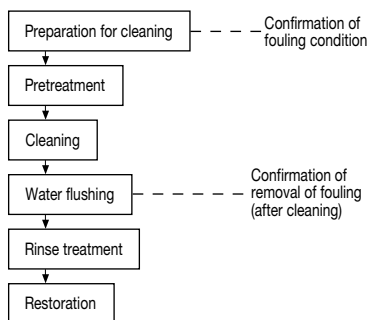 Preparation for cleaning
Confirmation of
fouling condition
Pretreatment
Cleaning
Water flushing
Confirmation of
removal of fouling
(after cleaning)
Rinse treatment
Restoration